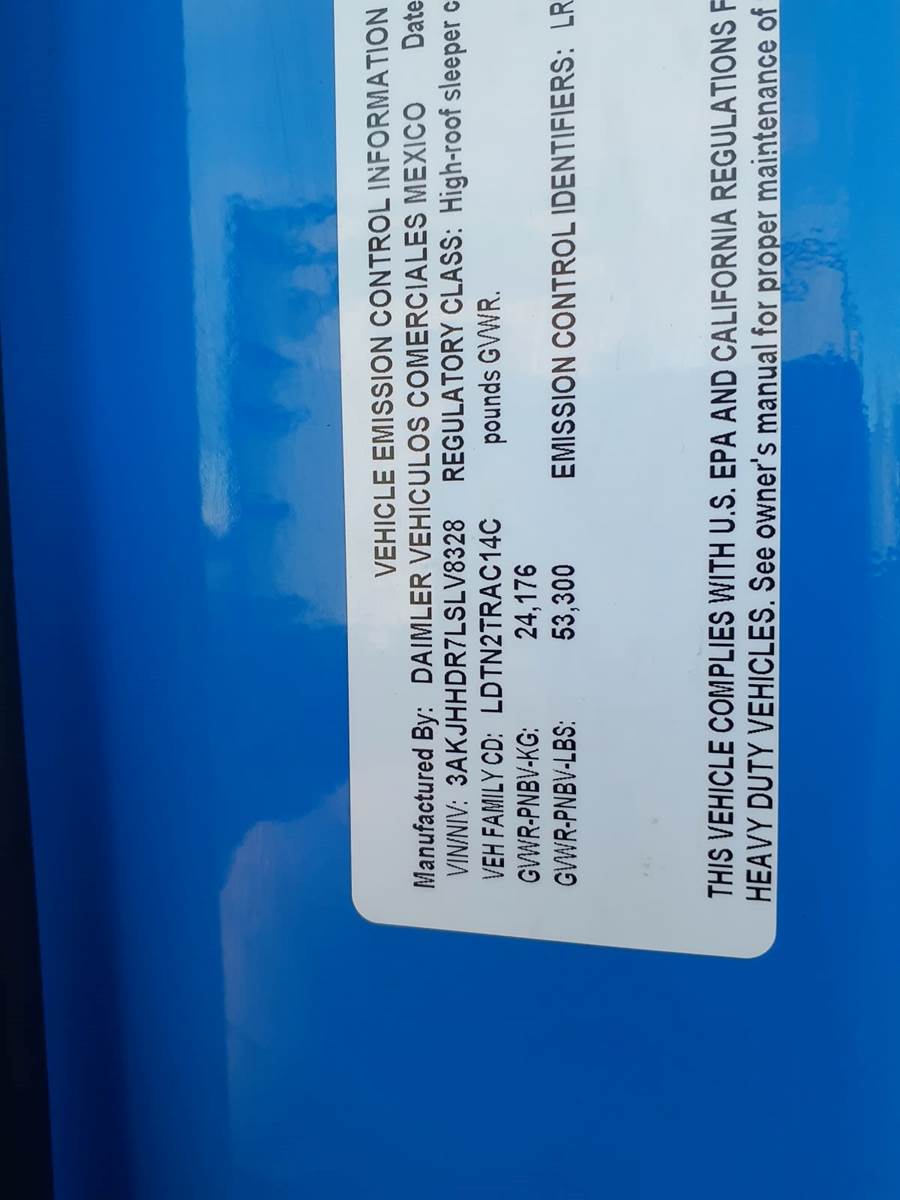 VEHICLE EMISSION CONTROL INFORMATION
Manufactured By: DAIMLER VEHICULOS COMERCIALES MEXICO Date
VIN/NIV: 3AKJHHDR7LSLV8328 REGULATORY CLASS: High-roof sleeper c
VEH FAMILY CD: LDTN2TRAC14C pounds GVWR.
GVWR-PNBV-KG: 24,176
GVWR-PNBV-LBS: 53,300 EMISSION CONTROL IDENTIFIERS: LR
THIS VEHICLE COMPLIES WITH U.S. EPA AND CALIFORNIA REGULATIONS F
HEAVY DUTY VEHICLES. See owner's manual for proper maintenance of